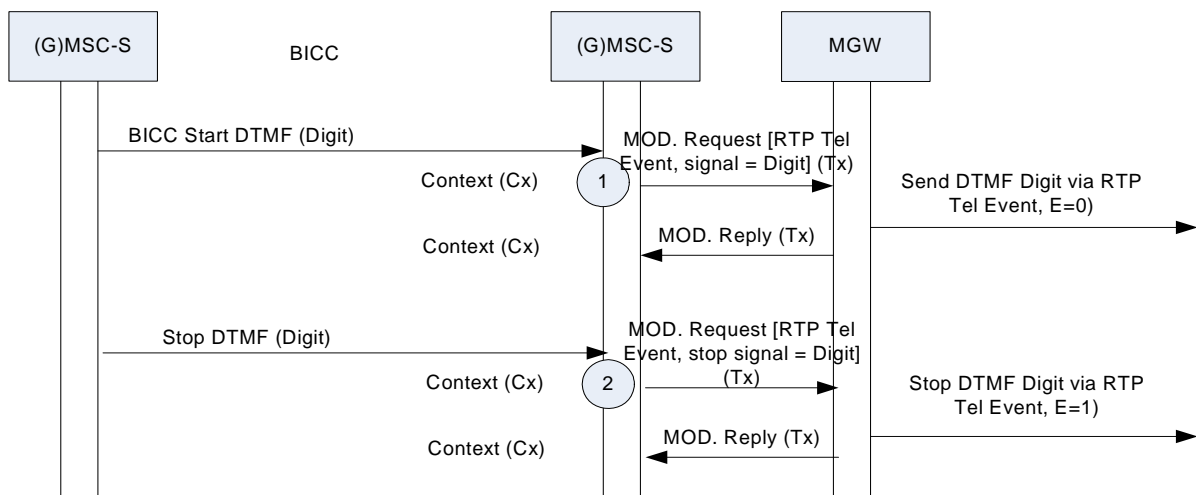 (G)MSC-S
BICC
(G)MSC-S
MGW
BICC Start DTMF (Digit)
MOD. Request [RTP Tel
Event, signal = Digit] (Tx)
Context (Cx)
1
Send DTMF Digit via RTP
Tel Event, E=0)
Context (Cx)
MOD. Reply (Tx)
Stop DTMF (Digit)
MOD. Request [RTP Tel
Event, stop signal = Digit]
(Tx)
Context (Cx)
2
Stop DTMF Digit via RTP
Tel Event, E=1)
Context (Cx)
MOD. Reply (Tx)